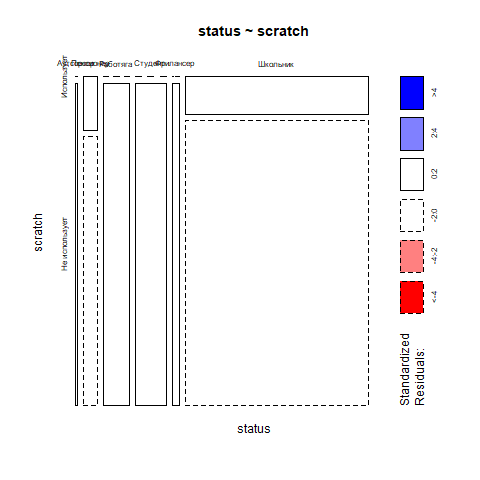 status ~ scratch
Работяга
Студент
Фрилансер
Школьник
Использует
Не использует
scratch
status
Standardized
Residuals:
<-4
-4:-2
-2:0
0:2
2:4
>4